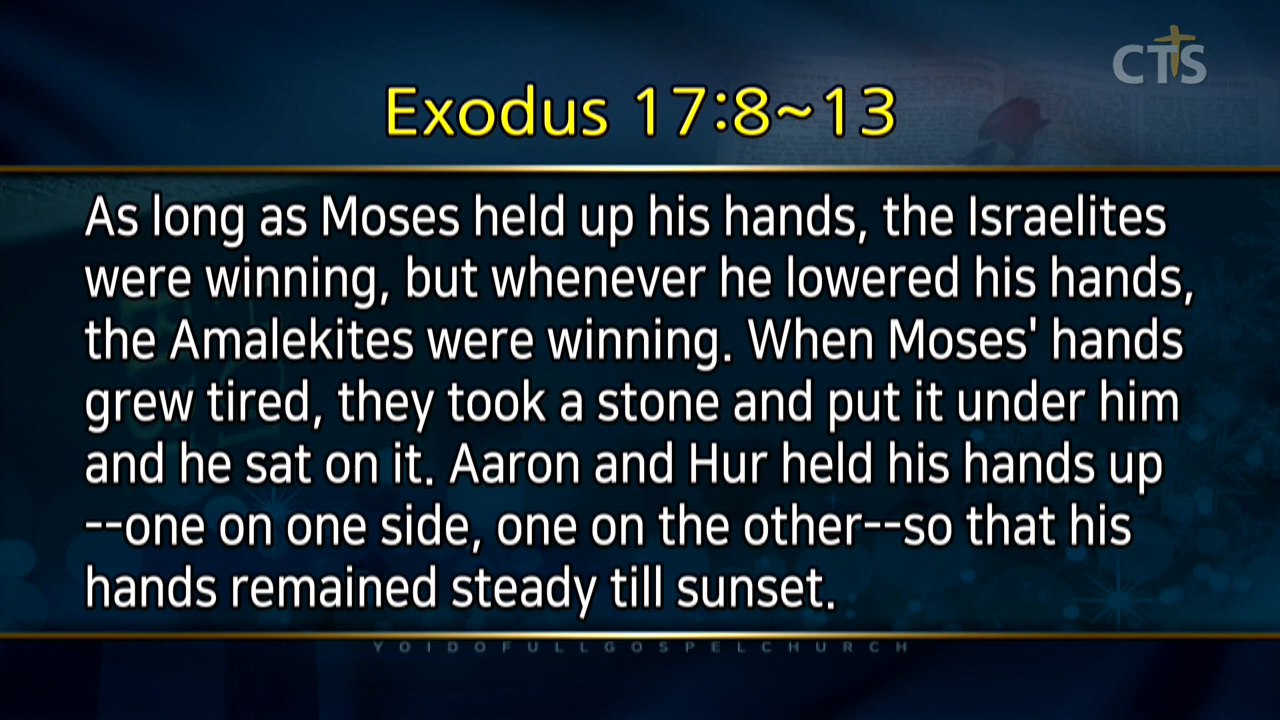 CTS
Exodus 17:8~13
As long as Moses held up his hands, the Israelites
were winning, but whenever he lowered his hands,
the Amalekites were winning. When Moses' hands
grew tired, they took a stone and put it under him
and he sat on it. Aaron and Hur held his hands up
--one on one side, one on the other--so that his
hands remained steady till sunset.
YOIDOFULLGOSPELCHURCH